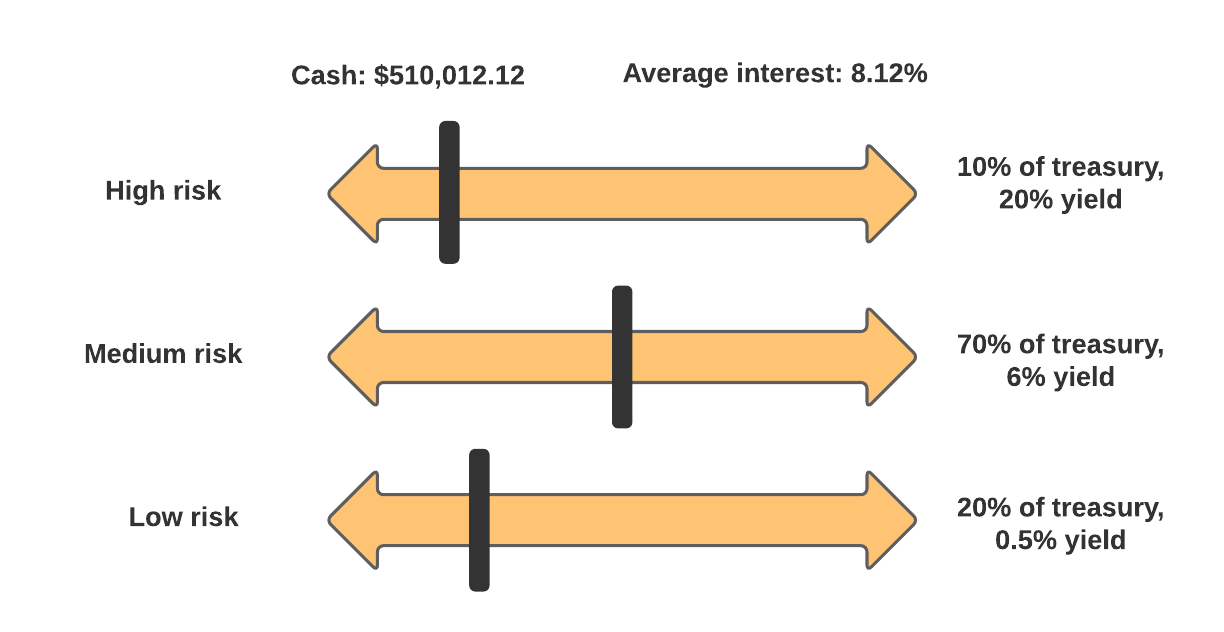 Cash: $510,012.12
Average interest: 8.12%
High risk
10% of treasury,
20% yield
Medium risk
70% of treasury,
6% yield
Low risk
20% of treasury,
0.5% yield